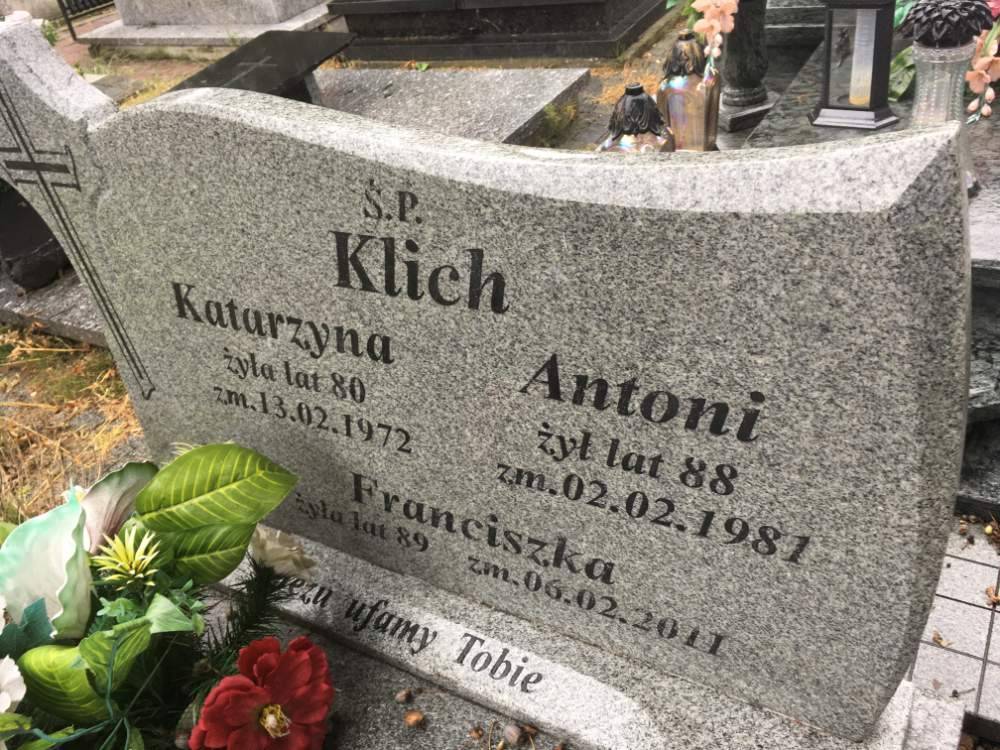 Ś.P.
Klich
Katarzyna
żyła lat 80
zm.13.02.1972
Antoni
żył lat 88
zm.02.02.1981
Franciszka
żyła lat 89
zm.06.02.2011
ufamy Tobie